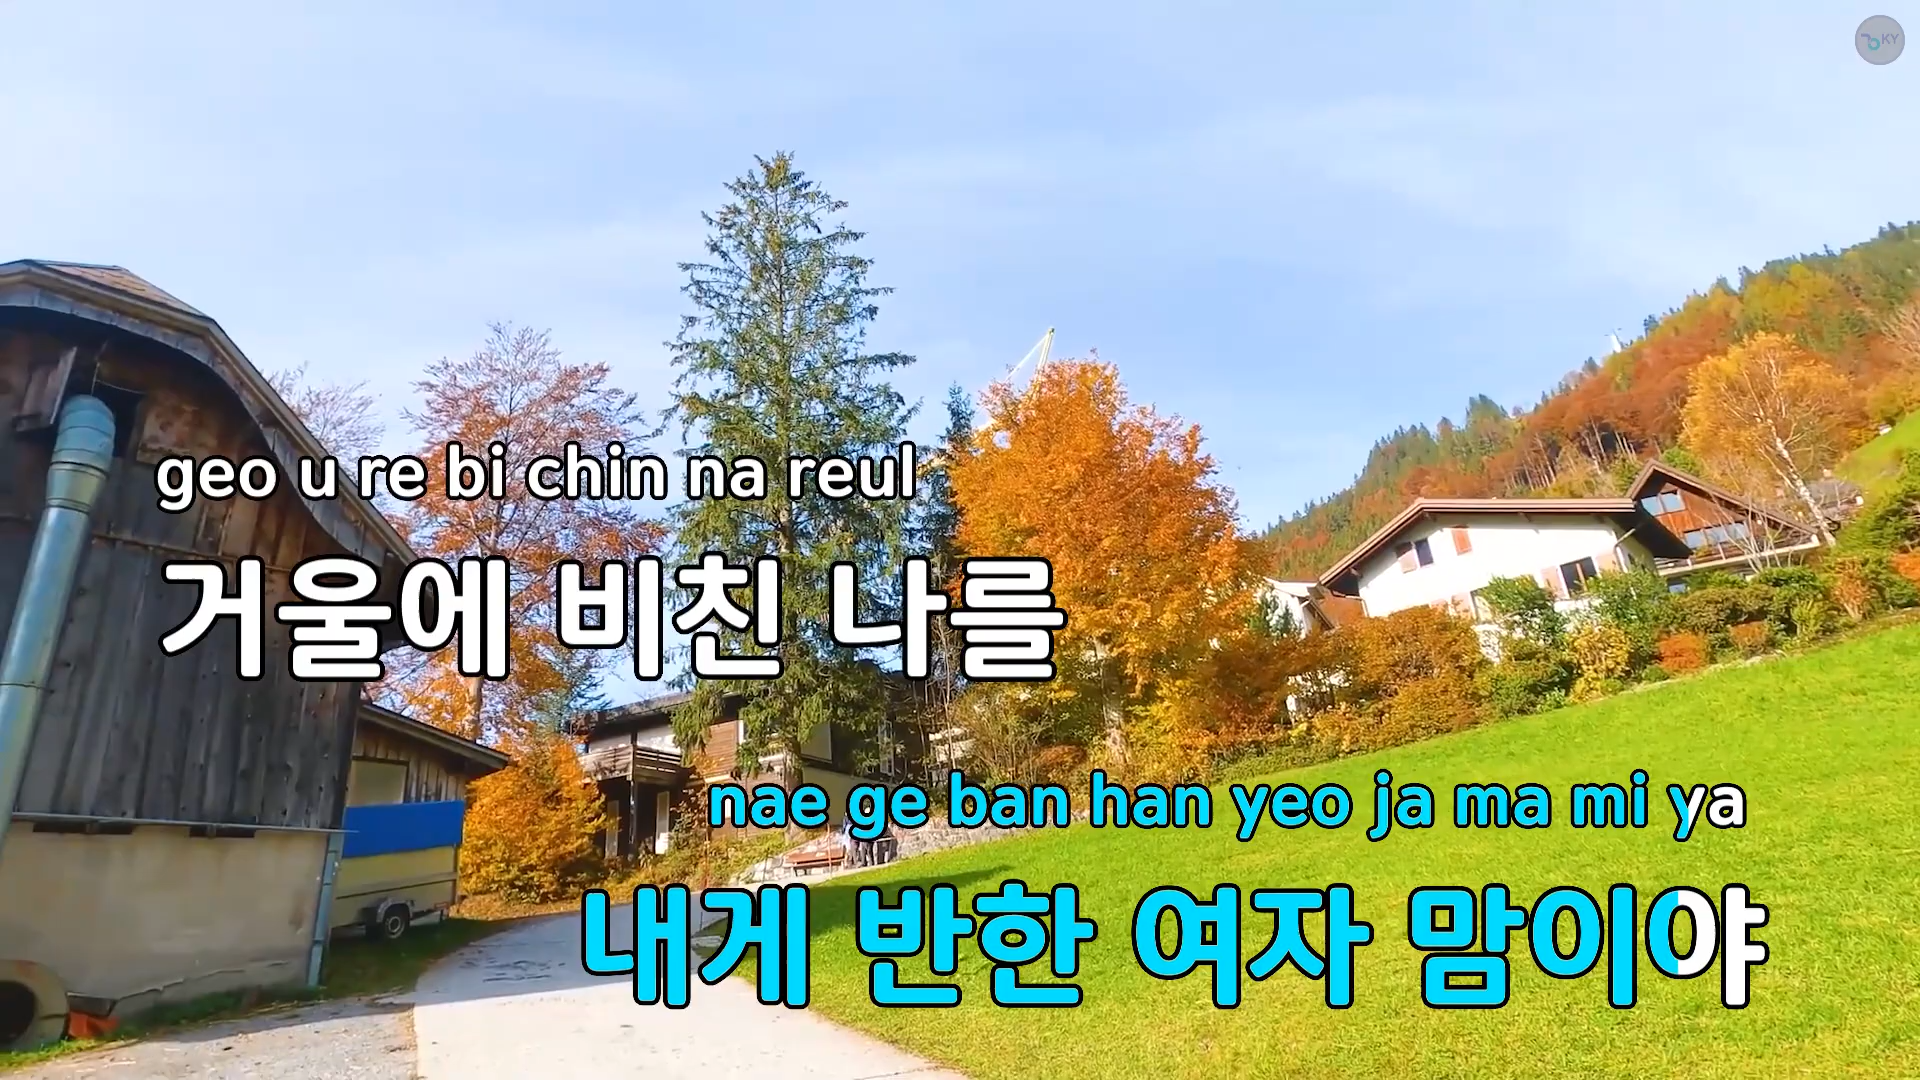 KY
geo u re bi chin na reul
거울에 비친 나를
nae ge ban han yeo ja ma mi ya
내게 반한 여자 맘이야